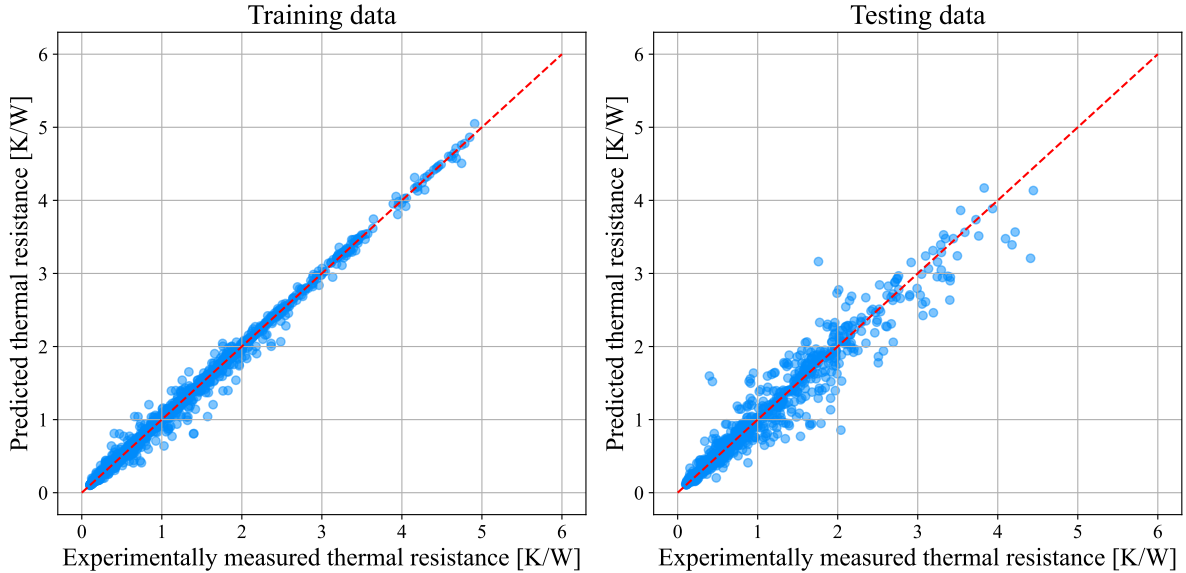 Training data
Predicted thermal resistance [K/W]
6
5
4
3
2
1
0
0 1 2 3 4 5 6
Experimentally measured thermal resistance [K/W]
Testing data
Predicted thermal resistance [K/W]
6
5
4
3
2
1
0
0 1 2 3 4 5 6
Experimentally measured thermal resistance [K/W]